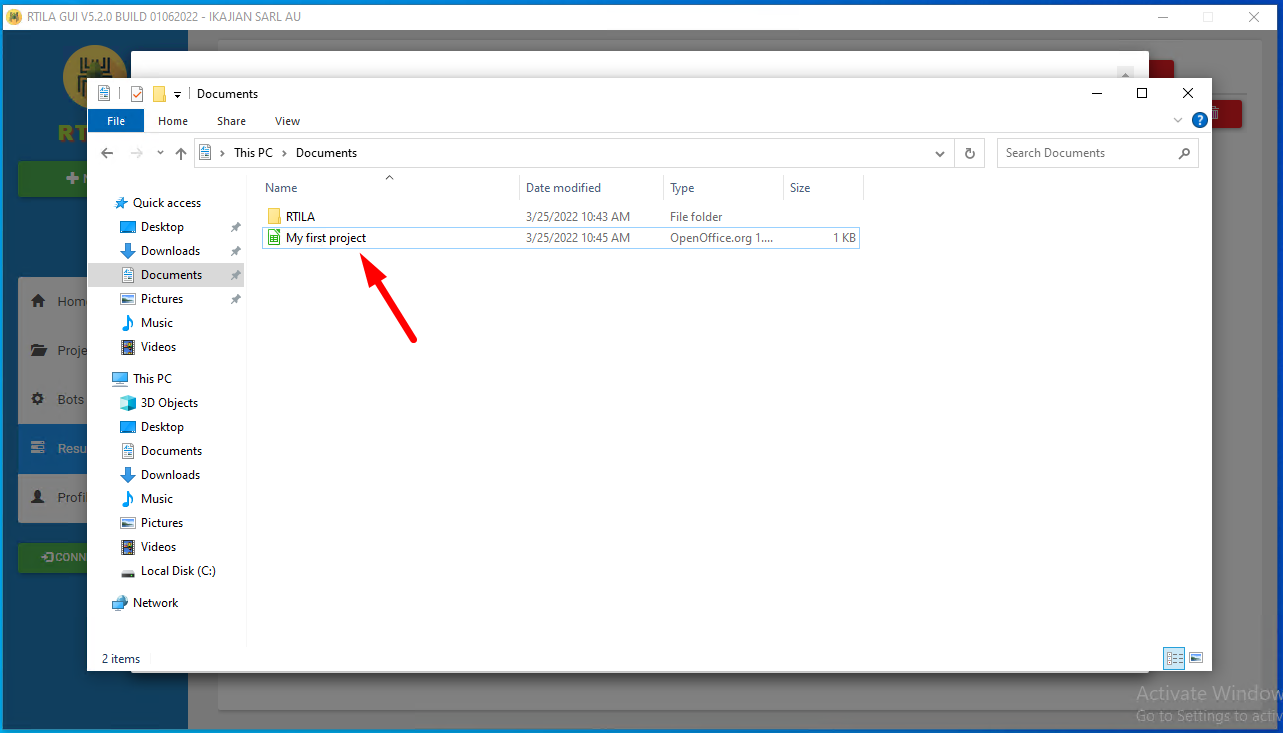 RTILA GUI V5.2.0 BUILD 01062022 - IKAJIAN SARL AU
Documents
File Home Share View
This PC Documents Search Documents
Name Date modified Type Size
Quick access
RTILA 3/25/2022 10:43 AM File folder
Desktop
My first project 3/25/2022 10:45 AM OpenOffice.org 1.... 1 KB
Downloads
Documents
Pictures
Music
Videos
This PC
3D Objects
Desktop
Documents
Downloads
Music
Pictures
Videos
Local Disk (C:)
Network
2 items
RT
Hom
Proje
Bots
Resu
Profil
CONN
Activate Window
Go to Settings to activ